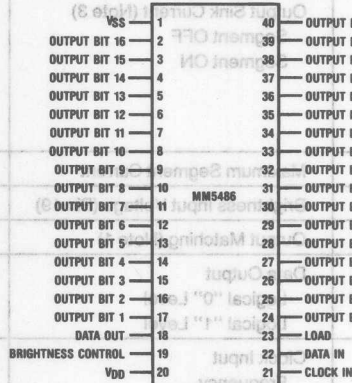 VSS 1 40 OUTPUT
OUTPUT BIT 16 2 39 OUTPUT
OUTPUT BIT 15 3 38 OUTPUT
OUTPUT BIT 14 4 37 OUTPUT
OUTPUT BIT 13 5 36 OUTPUT
OUTPUT BIT 12 6 35 OUTPUT
OUTPUT BIT 11 7 34 OUTPUT
OUTPUT BIT 10 8 33 OUTPUT
OUTPUT BIT 9 9 32 OUTPUT
OUTPUT BIT 8 10 31 OUTPUT
MM5486
OUTPUT BIT 7 11 30 OUTPUT
OUTPUT BIT 6 12 29 OUTPUT
OUTPUT BIT 5 13 28 OUTPUT
OUTPUT BIT 4 14 27 OUTPUT
OUTPUT BIT 3 15 26 OUTPUT
OUTPUT BIT 2 16 25 OUTPUT
OUTPUT BIT 1 17 24 OUTPUT
DATA OUT 18 23 LOAD
BRIGHTNESS CONTROL 19 22 DATA IN
VDD 20 21 CLOCK IN